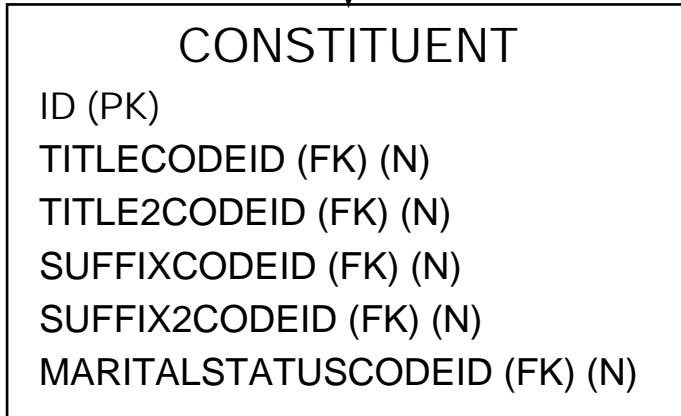 CONSTITUENT
ID (PK)
TITLECODEID (FK) (N)
TITLE2CODEID (FK) (N)
SUFFIXCODEID (FK) (N)
SUFFIX2CODEID (FK) (N)
MARITALSTATUSCODEID (FK) (N)